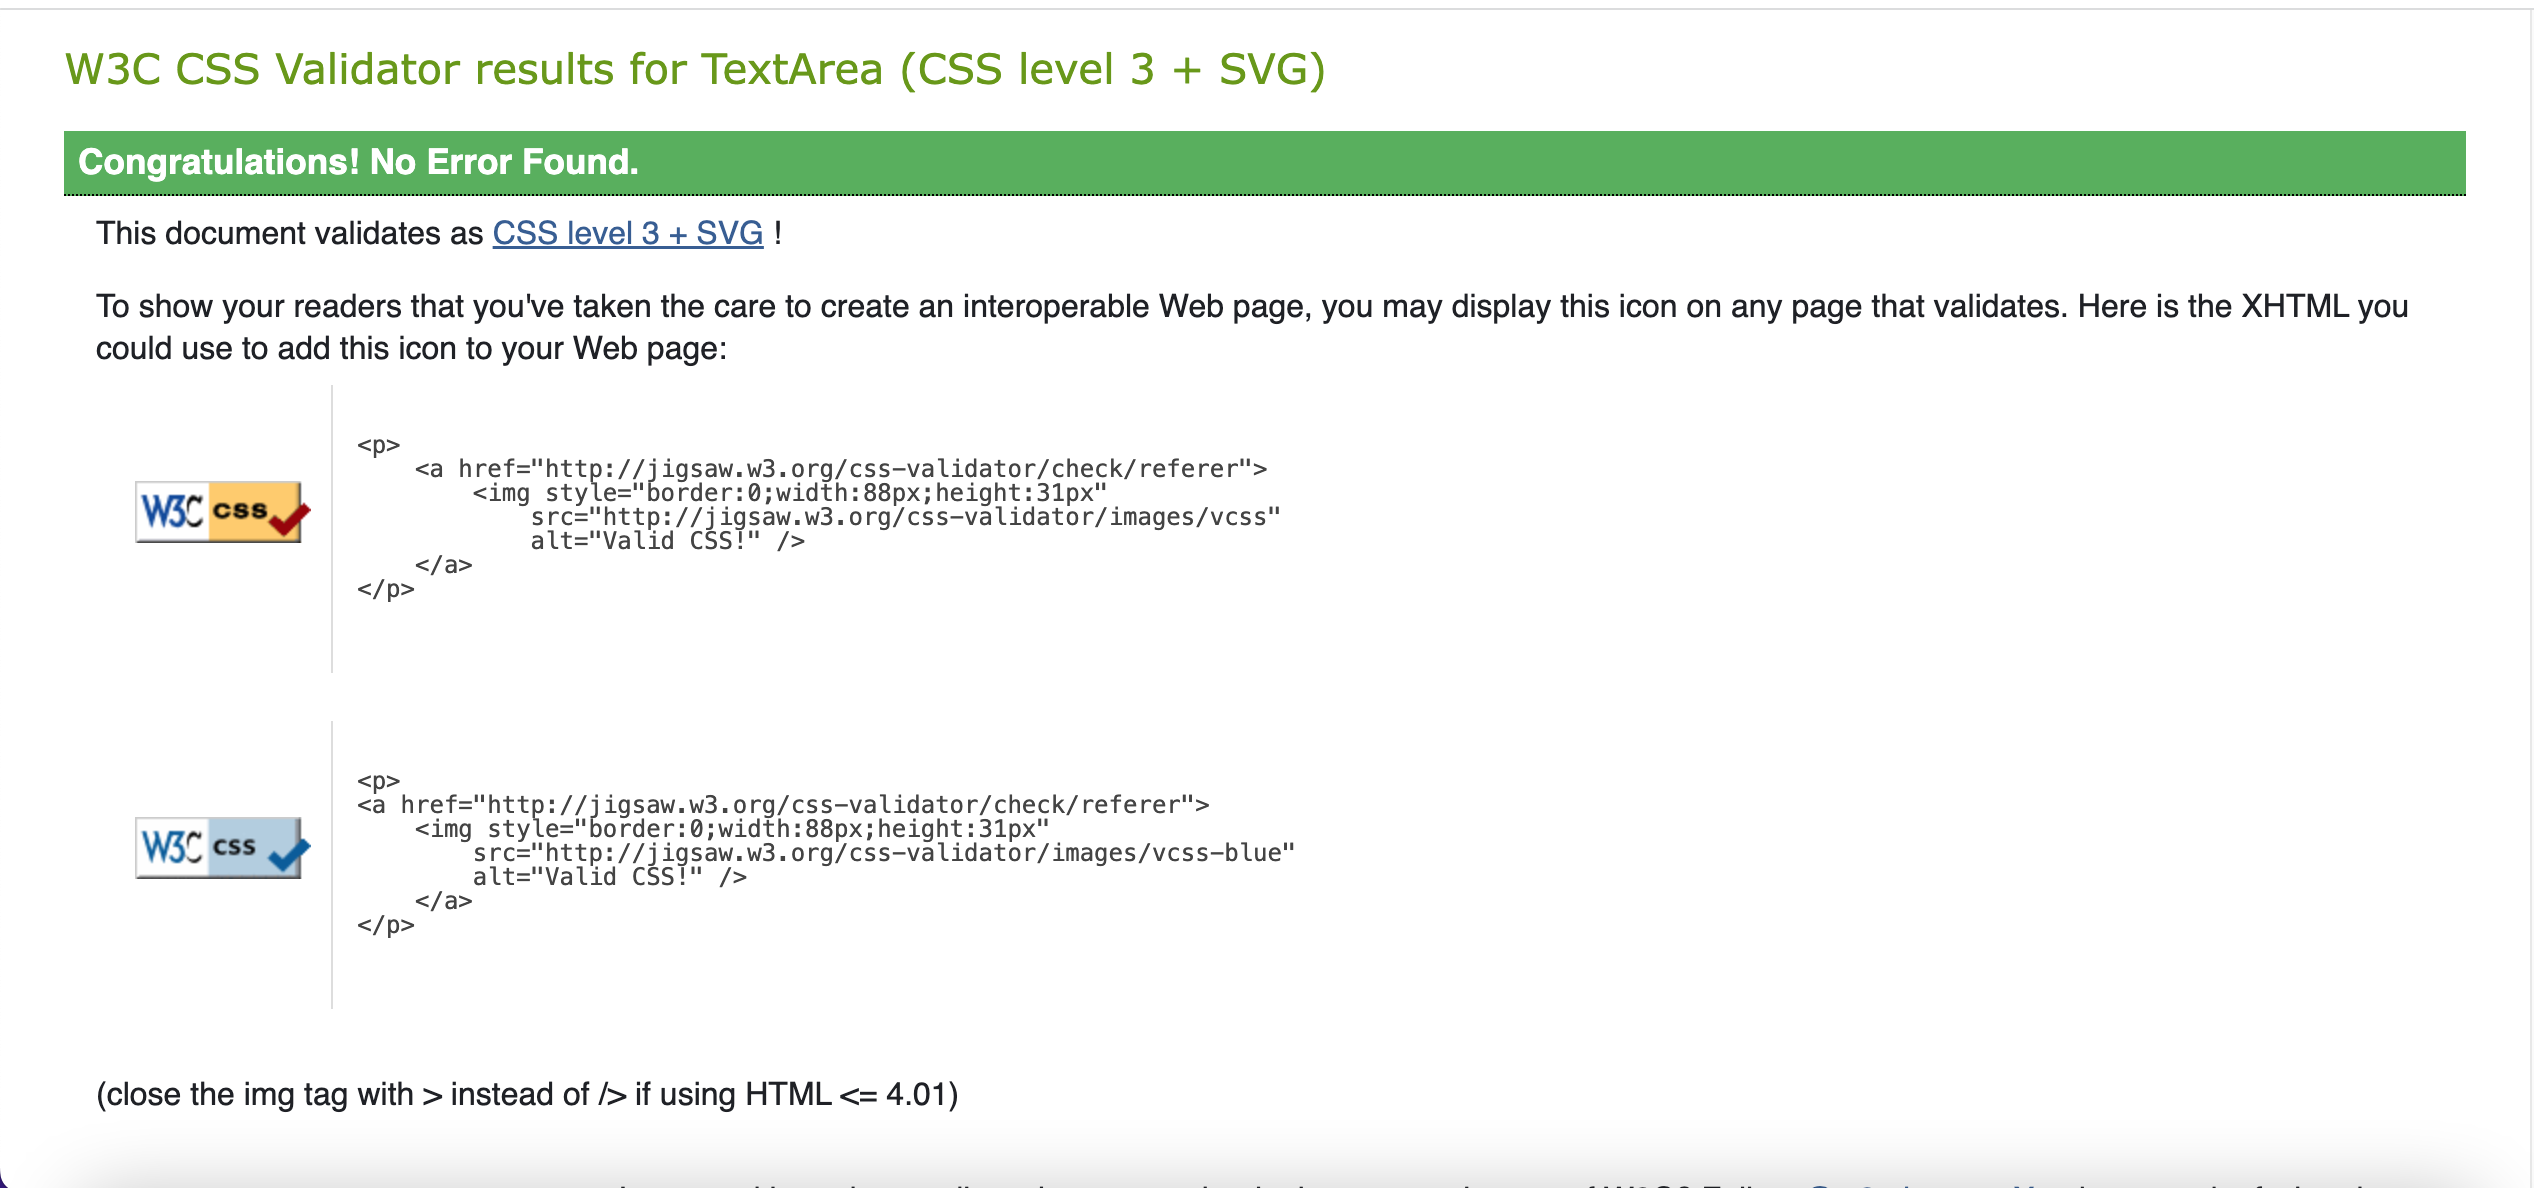 W3C CSS Validator results for TextArea (CSS level 3 + SVG)
Congratulations! No Error Found.
This document validates as CSS level 3 + SVG !
To show your readers that you've taken the care to create an interoperable Web page, you may display this icon on any page that validates. Here is the XHTML you
could use to add this icon to your Web page:
<p>
<a href="http://jigsaw.w3.org/css-validator/check/referer">
<img style="border:0;width:88px;height:31px"
W3C css
src="http://jigsaw.w3.org/css-validator/images/vcss"
alt="Valid CSS!" />
</a>
</p>
<p>
<a href="http://jigsaw.w3.org/css-validator/check/referer">
<img style="border:0;width:88px;height:31px"
W3C css
src="http://jigsaw.w3.org/css-validator/images/vcss-blue"
alt="Valid CSS!" />
</a>
</p>
(close the img tag with > instead of /> if using HTML <= 4.01)